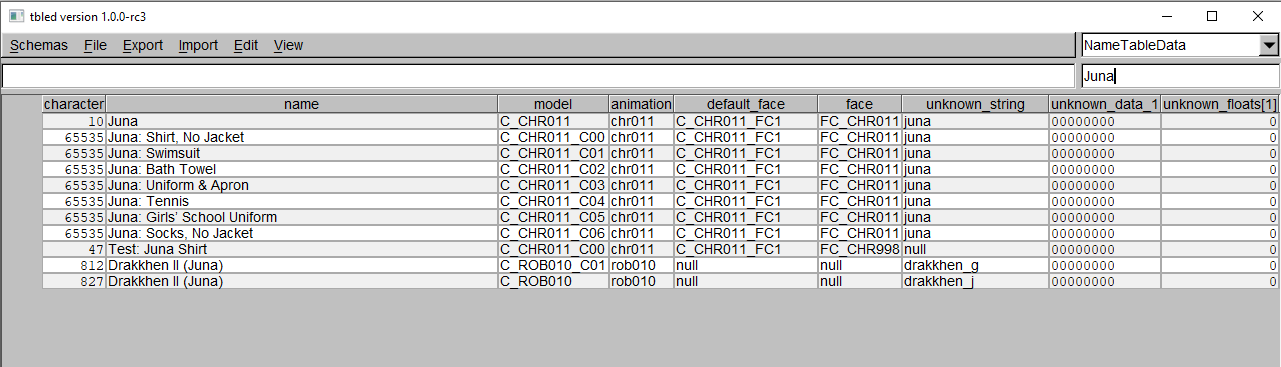 tbled version 1.0.0-rc3
Schemas File Export Import Edit View NameTableData
Juna
character name model animation default_face face unknown_string unknown_data_1 unknown_floats[1]
10 Juna C_CHR011 chr011 C_CHR011_FC1 FC_CHR011 juna 00000000 0
65535 Juna: Shirt, No Jacket C_CHR011_C00 chr011 C_CHR011_FC1 FC_CHR011 juna 00000000 0
65535 Juna: Swimsuit C_CHR011_C01 chr011 C_CHR011_FC1 FC_CHR011 juna 00000000 0
65535 Juna: Bath Towel C_CHR011_C02 chr011 C_CHR011_FC1 FC_CHR011 juna 00000000 0
65535 Juna: Uniform & Apron C_CHR011_C03 chr011 C_CHR011_FC1 FC_CHR011 juna 00000000 0
65535 Juna: Tennis C_CHR011_C04 chr011 C_CHR011_FC1 FC_CHR011 juna 00000000 0
65535 Juna: Girls’ School Uniform C_CHR011_C05 chr011 C_CHR011_FC1 FC_CHR011 juna 00000000 0
65535 Juna: Socks, No Jacket C_CHR011_C06 chr011 C_CHR011_FC1 FC_CHR011 juna 00000000 0
47 Test: Juna Shirt C_CHR011_C00 chr011 C_CHR011_FC1 FC_CHR998 null 00000000 0
812 Drakkhen II (Juna) C_ROB010_C01 rob010 null null drakkhen_g 00000000 0
827 Drakkhen II (Juna) C_ROB010 rob010 null null drakkhen_j 00000000 0